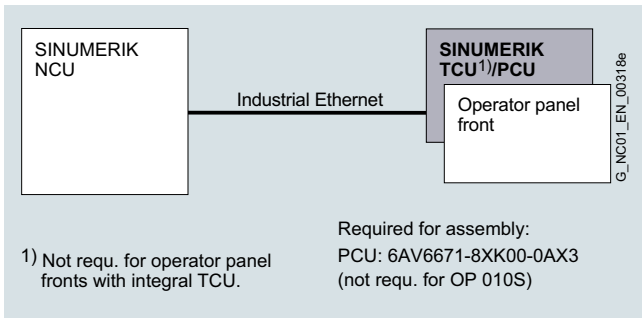 SINUMERIK
NCU
Industrial Ethernet
SINUMERIK
TCU1)/PCU
Operator panel
front
G_NC01_EN_00318e
1) Not requ. for operator panel
fronts with integral TCU.
Required for assembly:
PCU: 6AV6671-8XK00-0AX3
(not requ. for OP 010S)